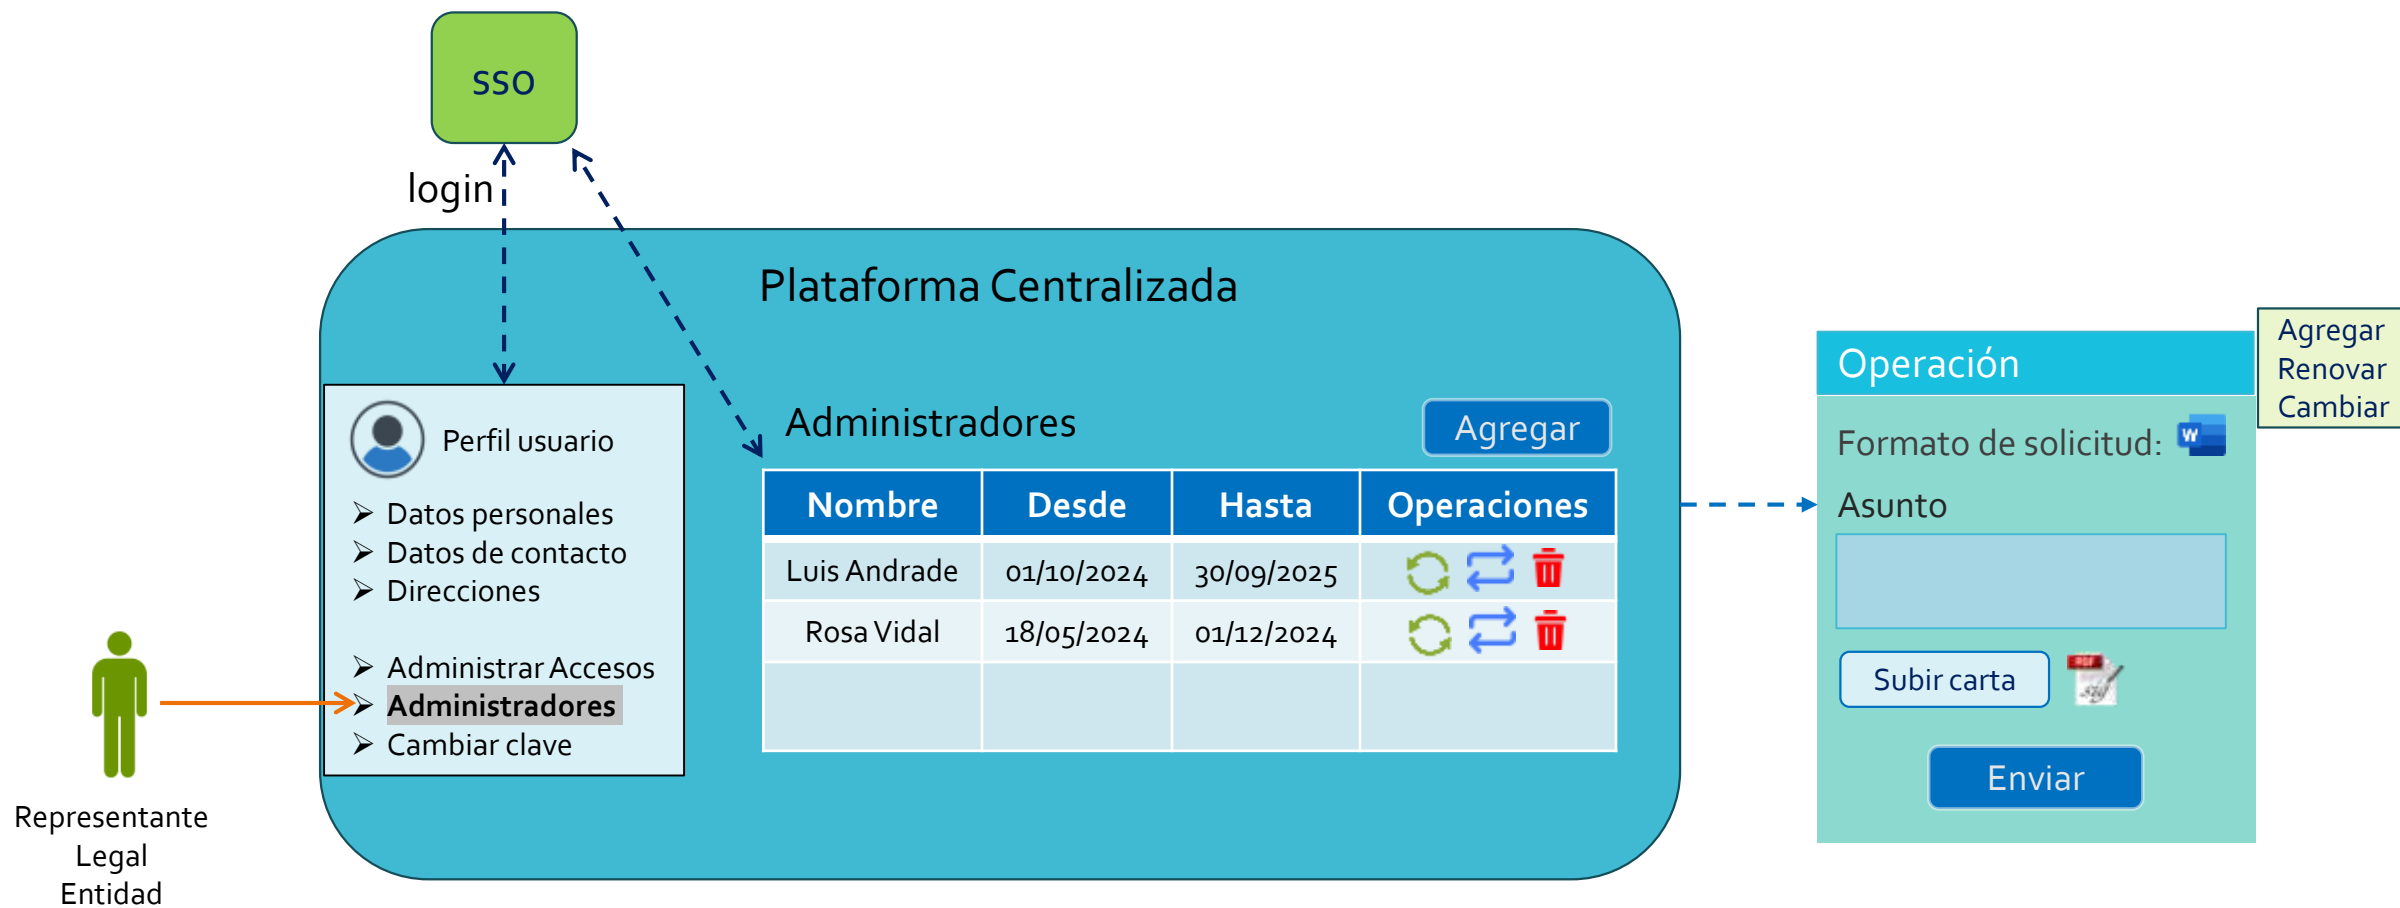 sso
login
Plataforma Centralizada
Perfil usuario
Datos personales
Datos de contacto
Direcciones
Administrar Accesos
Administradores
Cambiar clave
Representante
Legal
Entidad
Administradores
Agregar
Nombre Desde Hasta Operaciones
Luis Andrade 01/10/2024 30/09/2025
Rosa Vidal 18/05/2024 01/12/2024
Operación
Agregar
Renovar
Cambiar
Formato de solicitud:
W
Asunto
Subir carta
PDF
Enviar